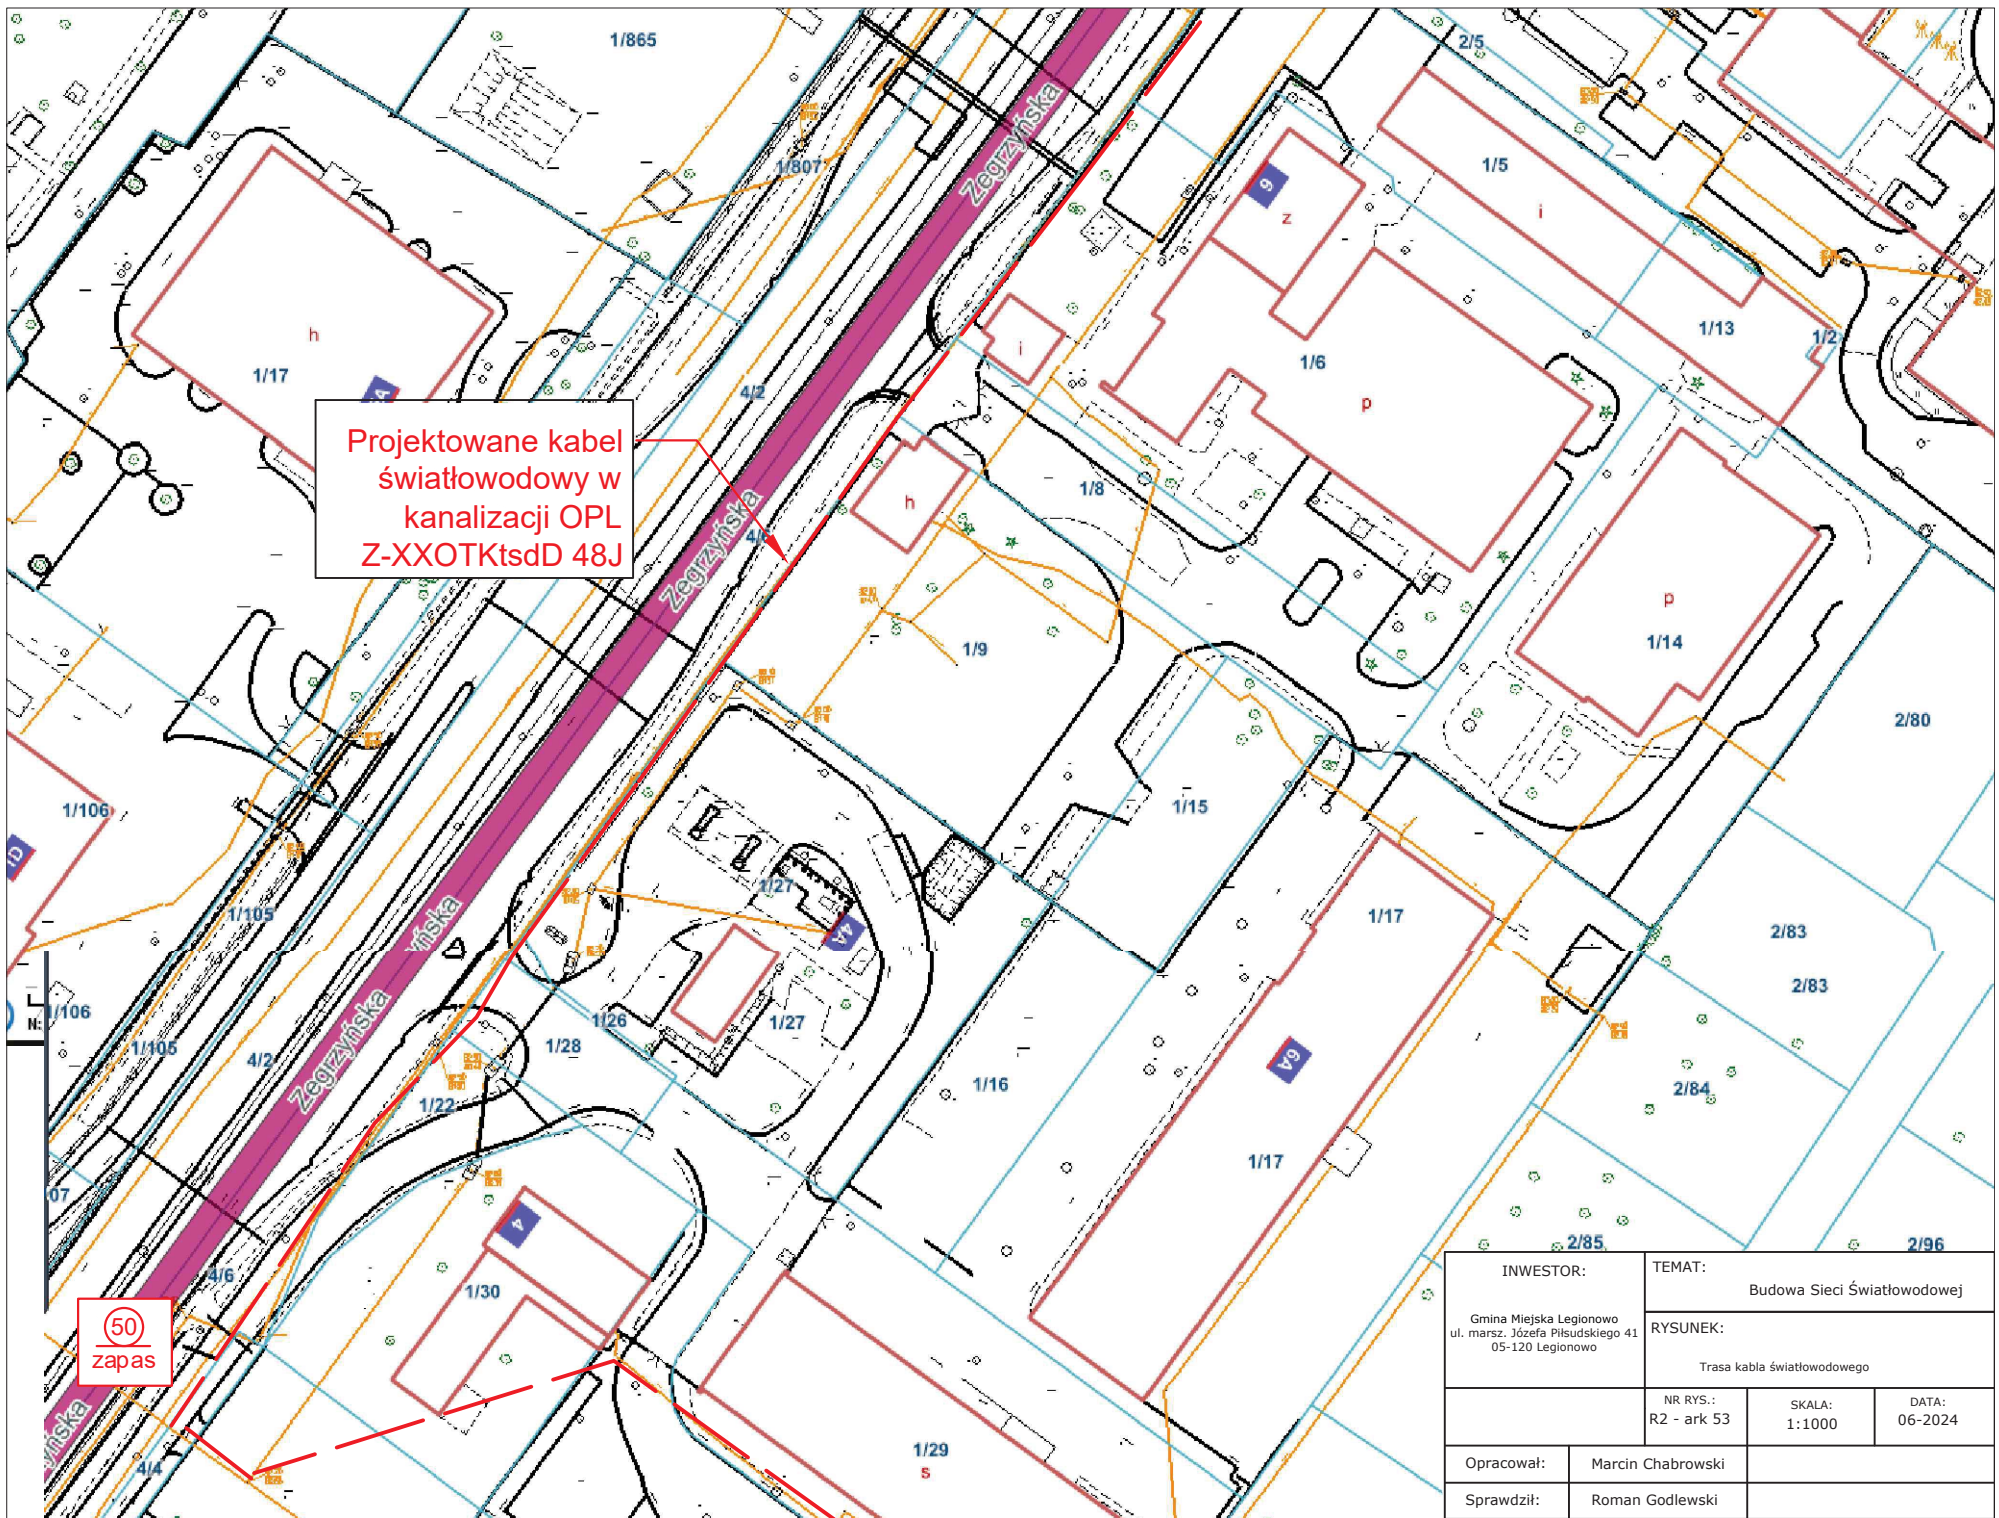 1/865
2/5
1/807
Zegrzyńska
1/5
9
z
i
h
1/17
A
4/2
i
1/6
p
1/13
1/2
Projektowane kabel
światłowodowy w
kanalizacji OPL
Z-XXOTKtsdD 48J
Zegrzyńska
h
1/8
p
1/14
1/9
2/80
1/106
1/15
1/105
yńska
1/27
4A
1/17
2/83
2/83
1/106
N:
1/105
4/2
Zegrzyńska
1/26
1/28
1/27
1/22
1/16
6A
2/84
07
1/17
4
4/6
1/30
2/85
2/96
50
zapas
yńska
4/4
1/29
s
INWESTOR:
Gmina Miejska Legionowo
ul. marsz. Józefa Piłsudskiego 41
05-120 Legionowo
TEMAT:
Budowa Sieci Światłowodowej
RYSUNEK:
Trasa kabla światłowodowego
NR RYS.:
R2 - ark 53
SKALA:
1:1000
DATA:
06-2024
Opracował:
Marcin Chabrowski
Sprawdził:
Roman Godlewski